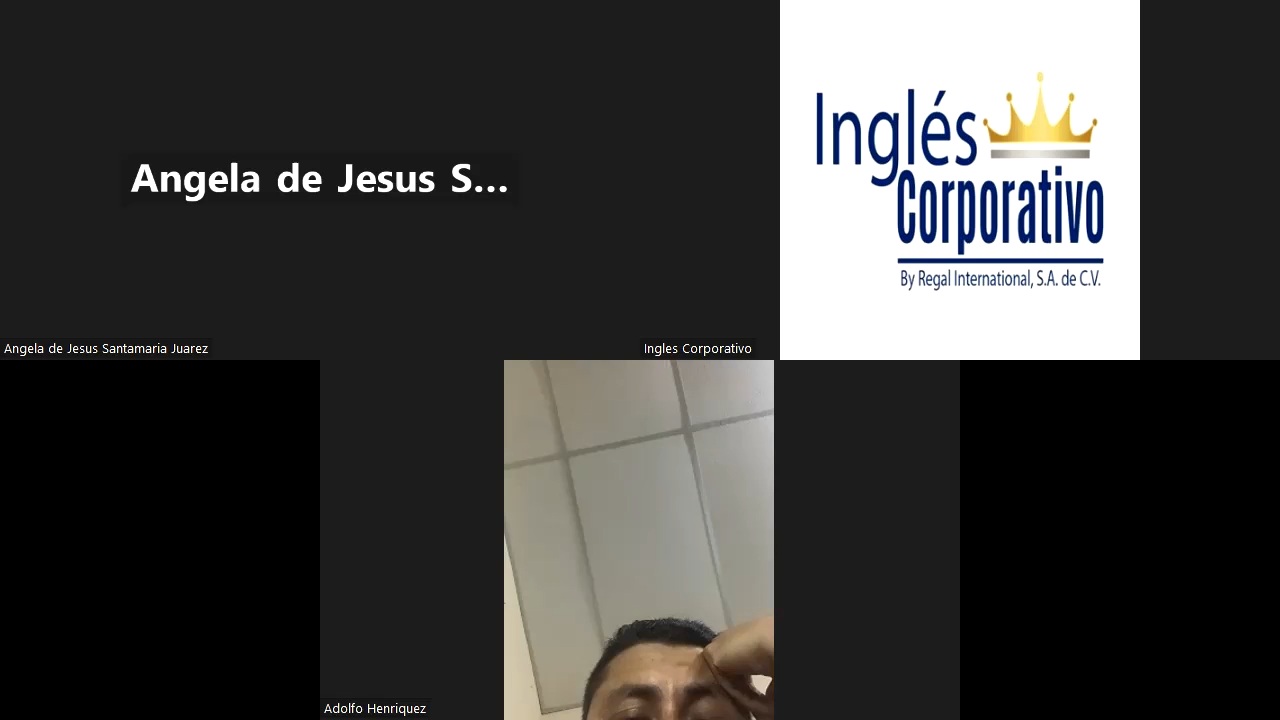 Angela de Jesus S...
Inglés
Corporativo
By Regal International, S.A. de C.V.
Angela de Jesus Santamaria Juarez
Ingles Corporativo
Adolfo Henriquez